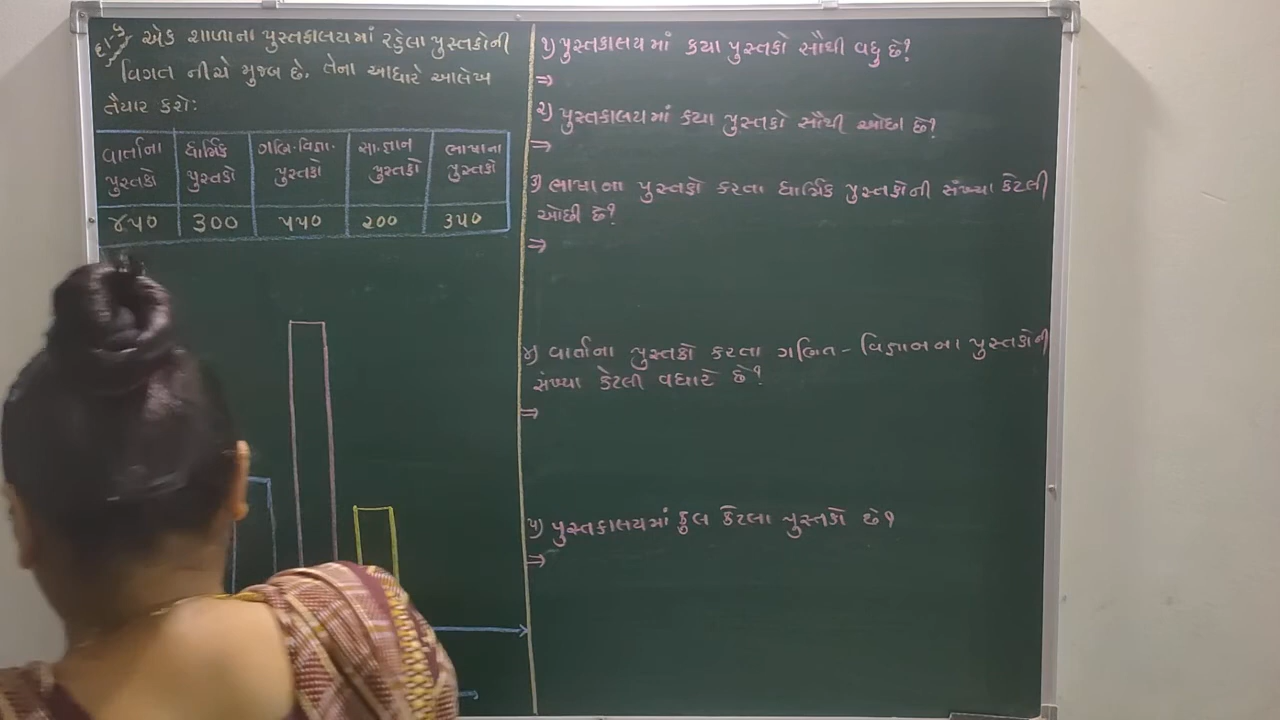 દા-૬ એક શાળાના પુસ્તકાલયમાં રહેલા પુસ્તકોની
વિગત નીચે મુજબ છે. તેના આધારે આલેખ
તૈયાર કરો:
વાર્તાના પુસ્તકો
ધાર્મિક પુસ્તકો
ગણિ-વિજ્ઞા. પુસ્તકો
સા.જ્ઞાન પુસ્તકો
ભાષાના પુસ્તકો
૪૫૦ ૩૦૦ ૫૫૦ ૨૦૦ ૩૫૦
૧) પુસ્તકાલયમાં કયા પુસ્તકો સૌથી વધુ છે?
⇒
૨) પુસ્તકાલયમાં કયા પુસ્તકો સૌથી ઓછા છે?
⇒
૩) ભાષાના પુસ્તકો કરતા ધાર્મિક પુસ્તકોની સંખ્યા કેટલી
ઓછી છે?
⇒
૪) વાર્તાના પુસ્તકો કરતા ગણિત - વિજ્ઞાનના પુસ્તકોની
સંખ્યા કેટલી વધારે છે?
⇒
૫) પુસ્તકાલયમાં કુલ કેટલા પુસ્તકો છે?
⇒